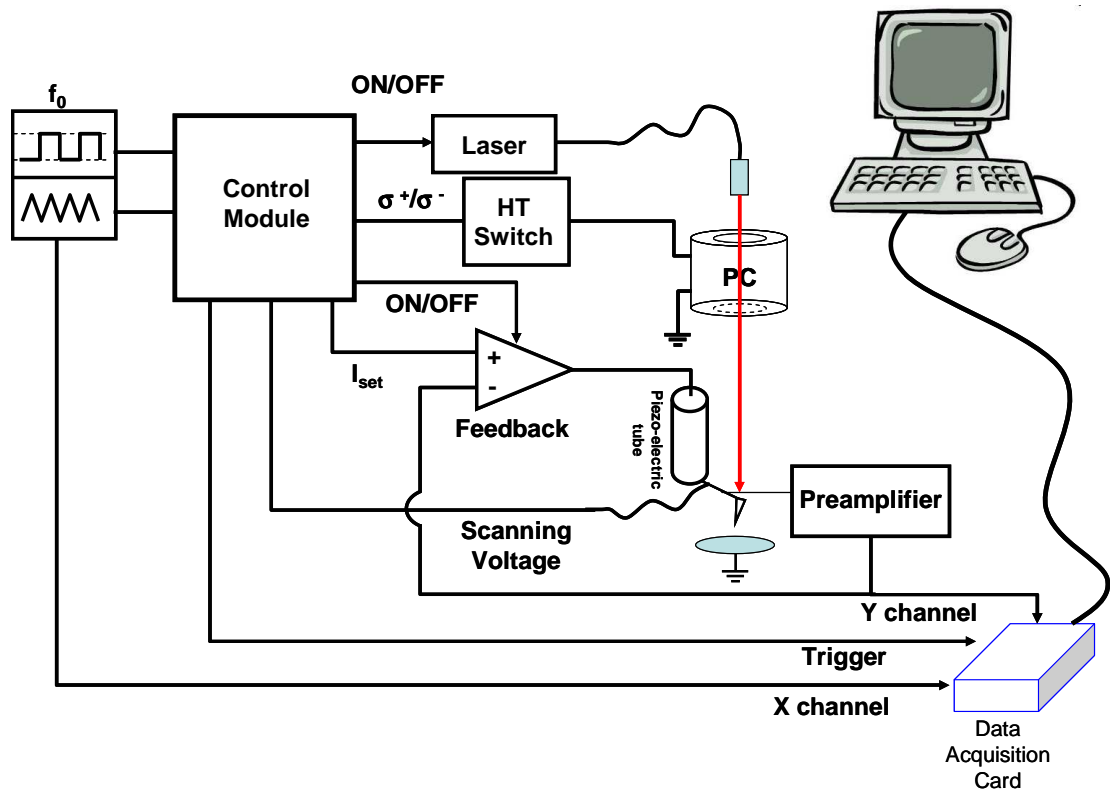 f₀
ON/OFF
Laser
Control
Module
σ⁺/σ⁻
HT
Switch
PC
ON/OFF
+
-
Iset
Feedback
Piezo-electric
tube
Preamplifier
Scanning
Voltage
Y channel
Trigger
X channel
Data
Acquisition
Card